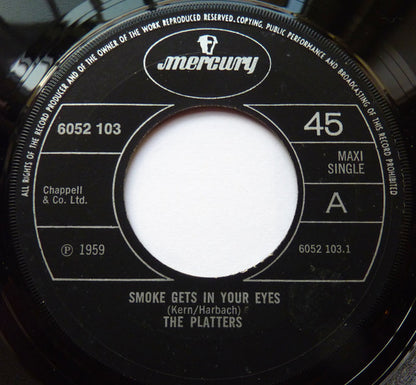 ALL RIGHTS OF THE RECORD PRODUCER AND OF THE OWNER OF THE WORK REPRODUCED RESERVED. COPYING, PUBLIC PERFORMANCE AND BROADCASTING OF THIS RECORD PROHIBITED
mercury
6052 103
45
MAXI
SINGLE
Chappell
& Co. Ltd.
A
Ⓟ 1959
6052 103.1
SMOKE GETS IN YOUR EYES
(Kern/Harbach)
THE PLATTERS